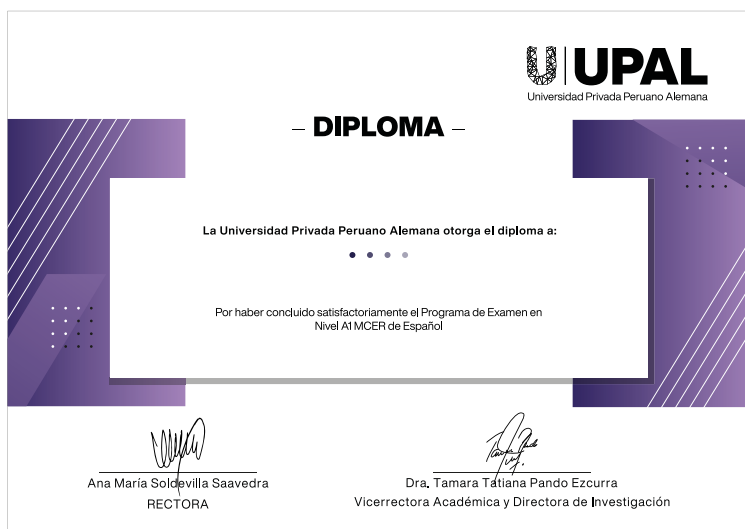 UPAL
Universidad Privada Peruano Alemana
– DIPLOMA –
La Universidad Privada Peruano Alemana otorga el diploma a:
Por haber concluido satisfactoriamente el Programa de Examen en
Nivel A1 MCER de Español
Ana María Soldevilla Saavedra
RECTORA
Dra. Tamara Tatiana Pando Ezcurra
Vicerrectora Académica y Directora de Investigación